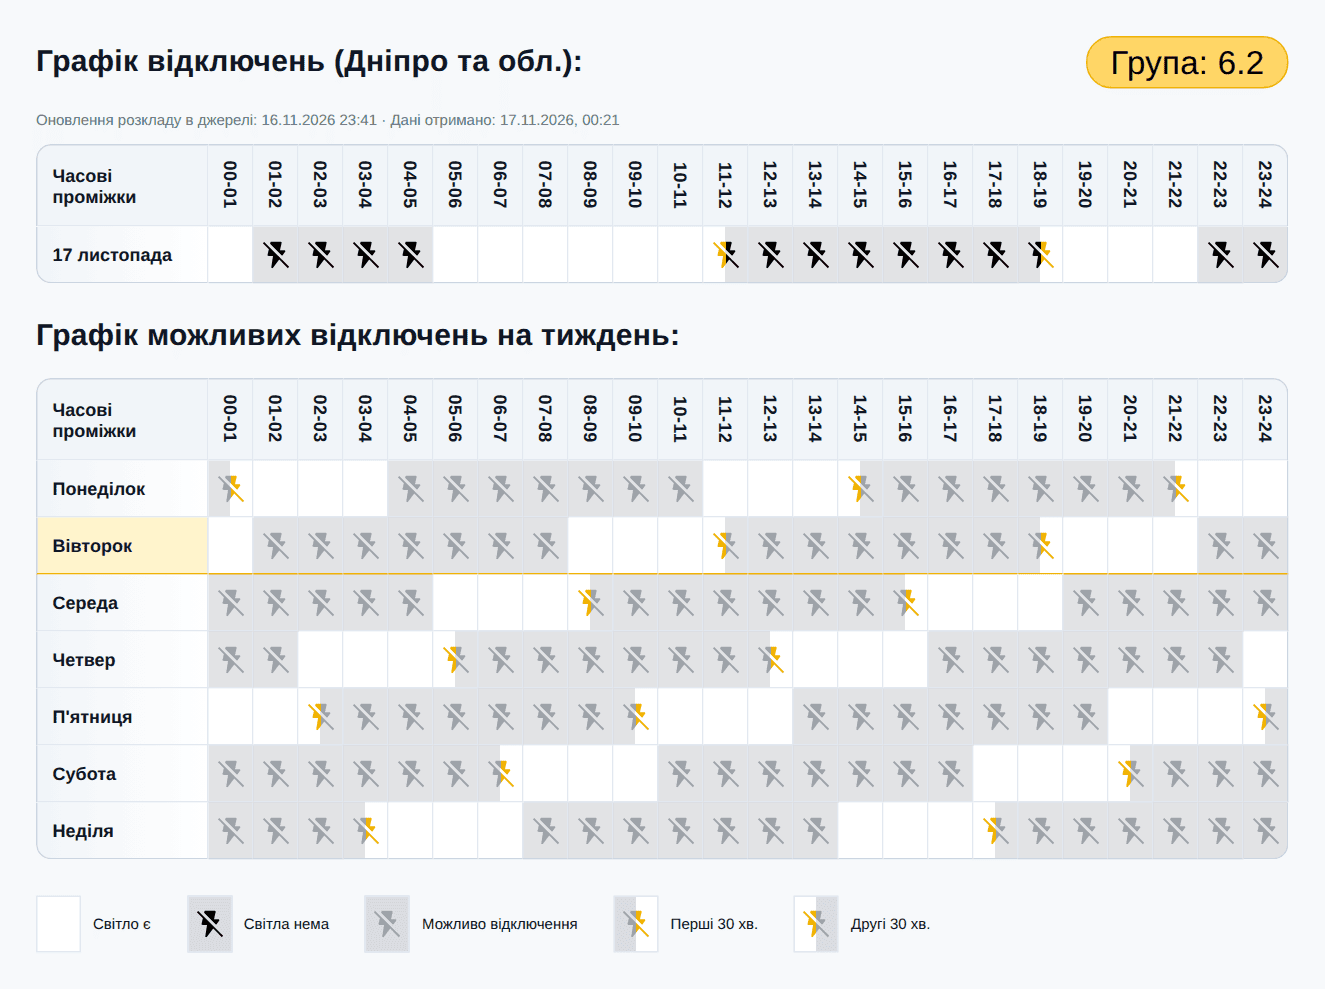 Графік відключень (Дніпро та обл.):
Група: 6.2
Оновлення розкладу в джерелі: 16.11.2026 23:41 · Дані отримано: 17.11.2026, 00:21
Часові
проміжки
00-01 01-02 02-03 03-04 04-05 05-06 06-07 07-08 08-09 09-10 10-11 11-12 12-13 13-14 14-15 15-16 16-17 17-18 18-19 19-20 20-21 21-22 22-23 23-24
17 листопада
Графік можливих відключень на тиждень:
Часові
проміжки
00-01 01-02 02-03 03-04 04-05 05-06 06-07 07-08 08-09 09-10 10-11 11-12 12-13 13-14 14-15 15-16 16-17 17-18 18-19 19-20 20-21 21-22 22-23 23-24
Понеділок
Вівторок
Середа
Четвер
П'ятниця
Субота
Неділя
Світло є Світла нема Можливо відключення Перші 30 хв. Другі 30 хв.